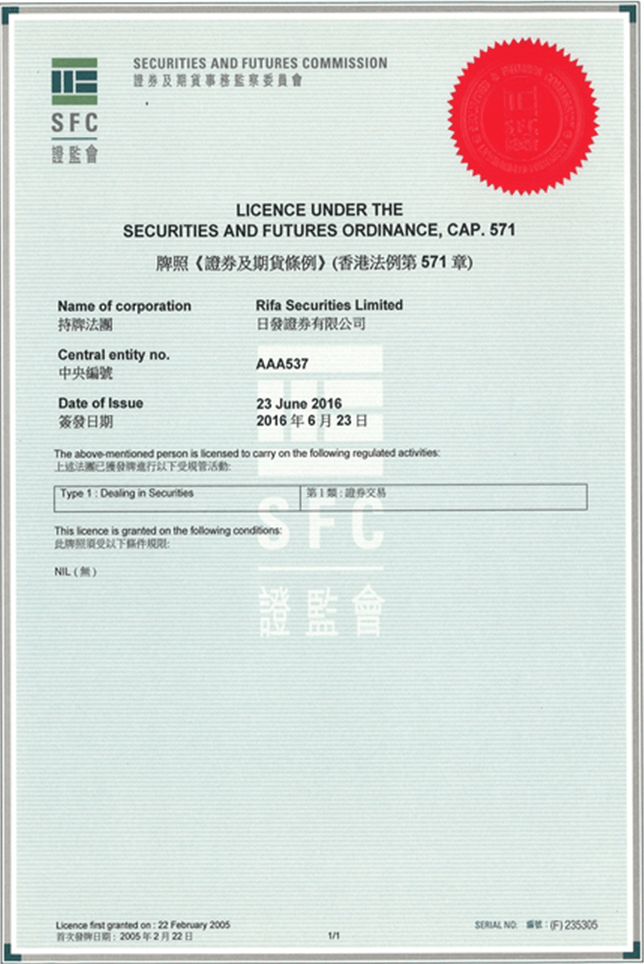 SECURITIES AND FUTURES COMMISSION
證券及期貨事務監察委員會
SFC
證監會
SFC
LICENCE UNDER THE
SECURITIES AND FUTURES ORDINANCE, CAP. 571
牌照《證券及期貨條例》(香港法例第 571 章)
Name of corporation Rifa Securities Limited
持牌法團 日發證券有限公司
Central entity no. AAA537
中央編號
Date of Issue 23 June 2016
簽發日期 2016 年 6 月 23 日
The above-mentioned person is licensed to carry on the following regulated activities:
上述法團已獲發牌進行以下受規管活動:
Type 1 : Dealing in Securities 第 1 類 : 證券交易
This licence is granted on the following conditions:
此牌照須受以下條件規限:
SFC
NIL ( 無 )
證監會
Licence first granted on : 22 February 2005
首次發牌日期 : 2005 年 2 月 22 日
1/1
SERIAL NO: 編號 : (F) 235305